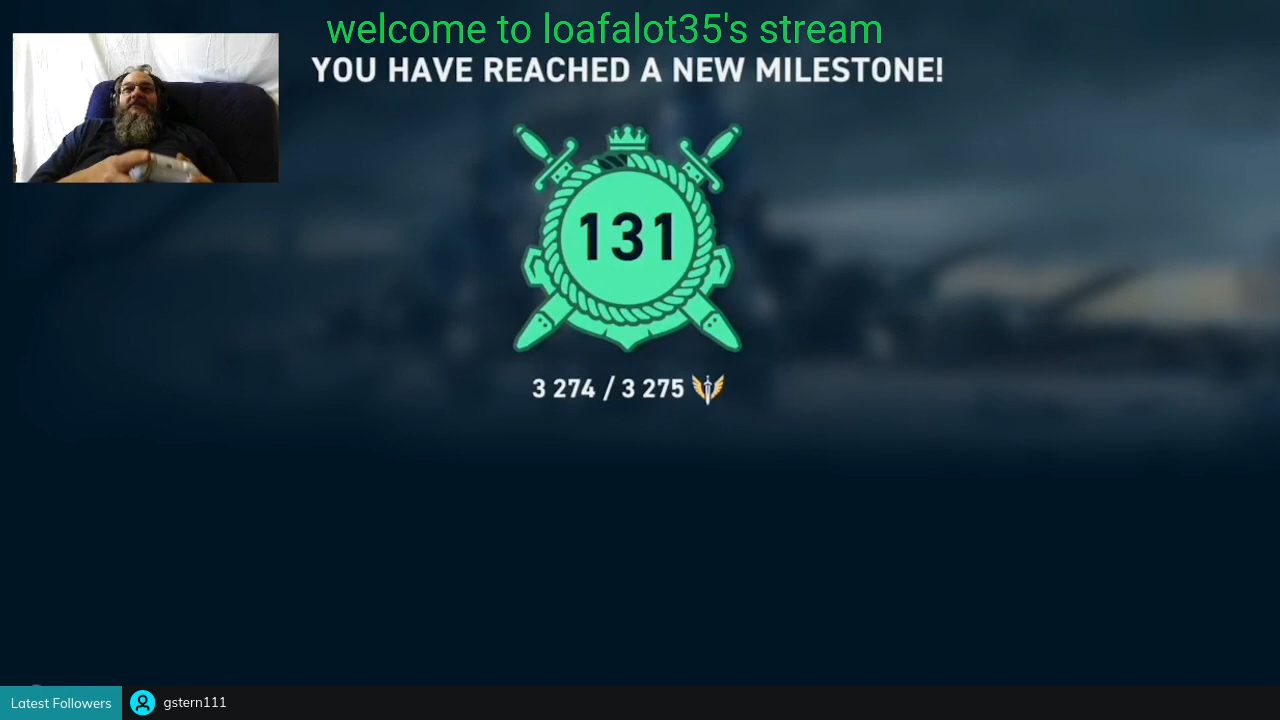 welcome to loafalot35's stream
YOU HAVE REACHED A NEW MILESTONE!
131
3 274 / 3 275
Latest Followers
gstern111